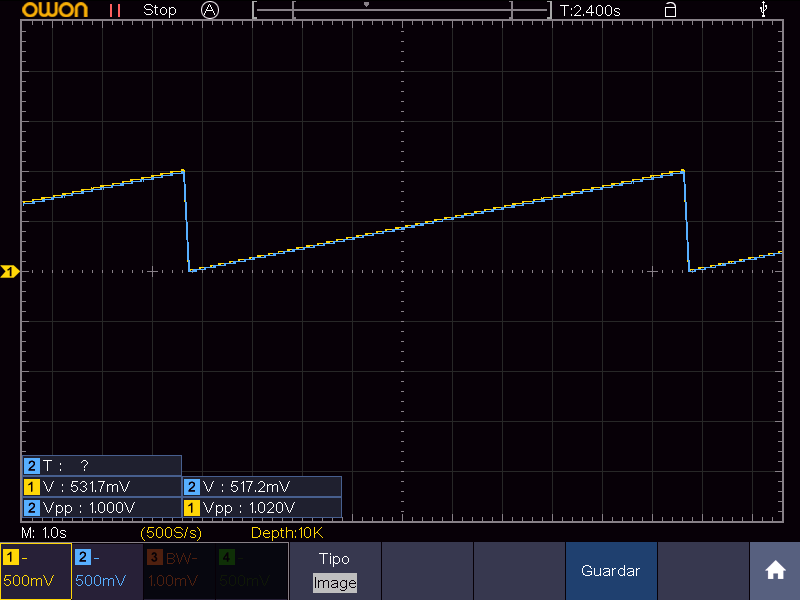 OWON Stop A T:2.400s
1
2 T : ?
1 V : 531.7mV 2 V : 517.2mV
2 Vpp : 1.000V 1 Vpp : 1.020V
M: 1.0s (500S/s) Depth:10K
1 - 2 - 3 BW- 4 - Tipo
500mV 500mV 1.00mV 500mV Image
Guardar